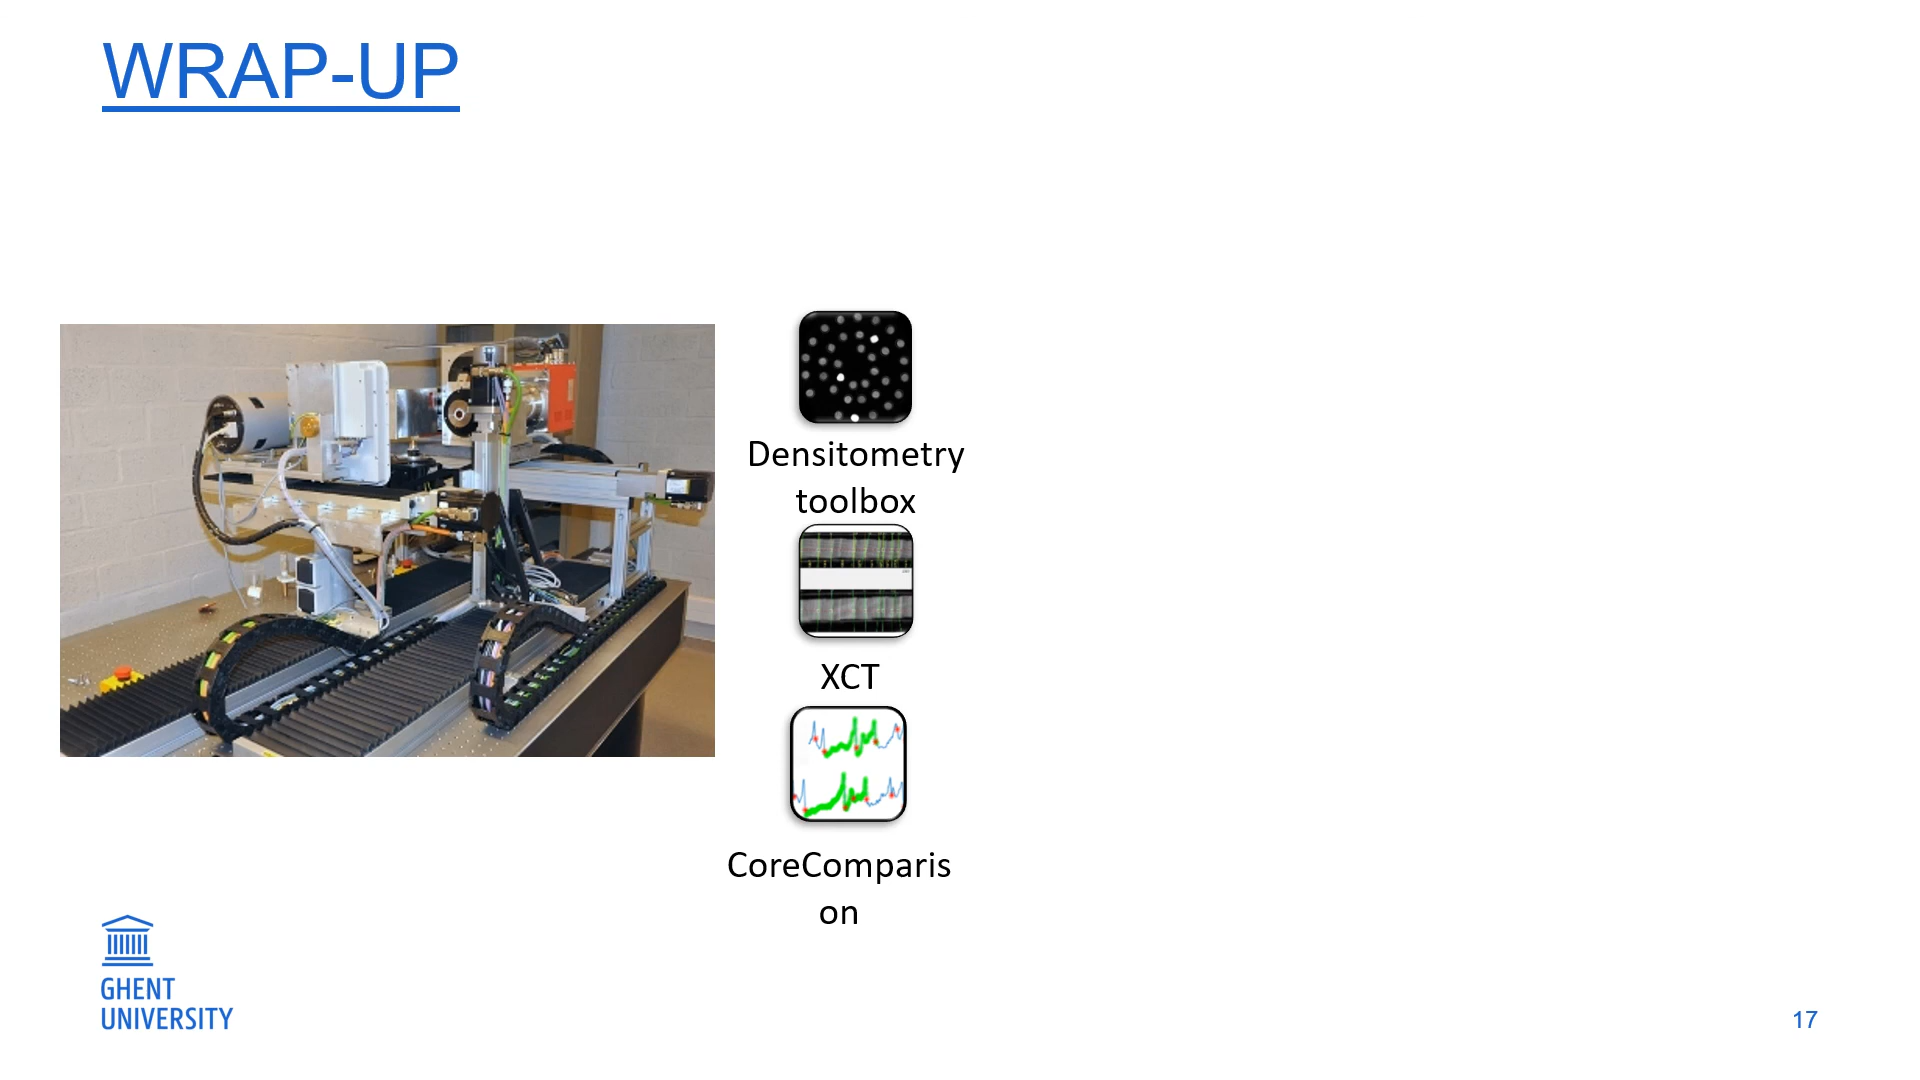 WRAP-UP
Densitometry
toolbox
XCT
CoreComparis
on
GHENT
UNIVERSITY
17